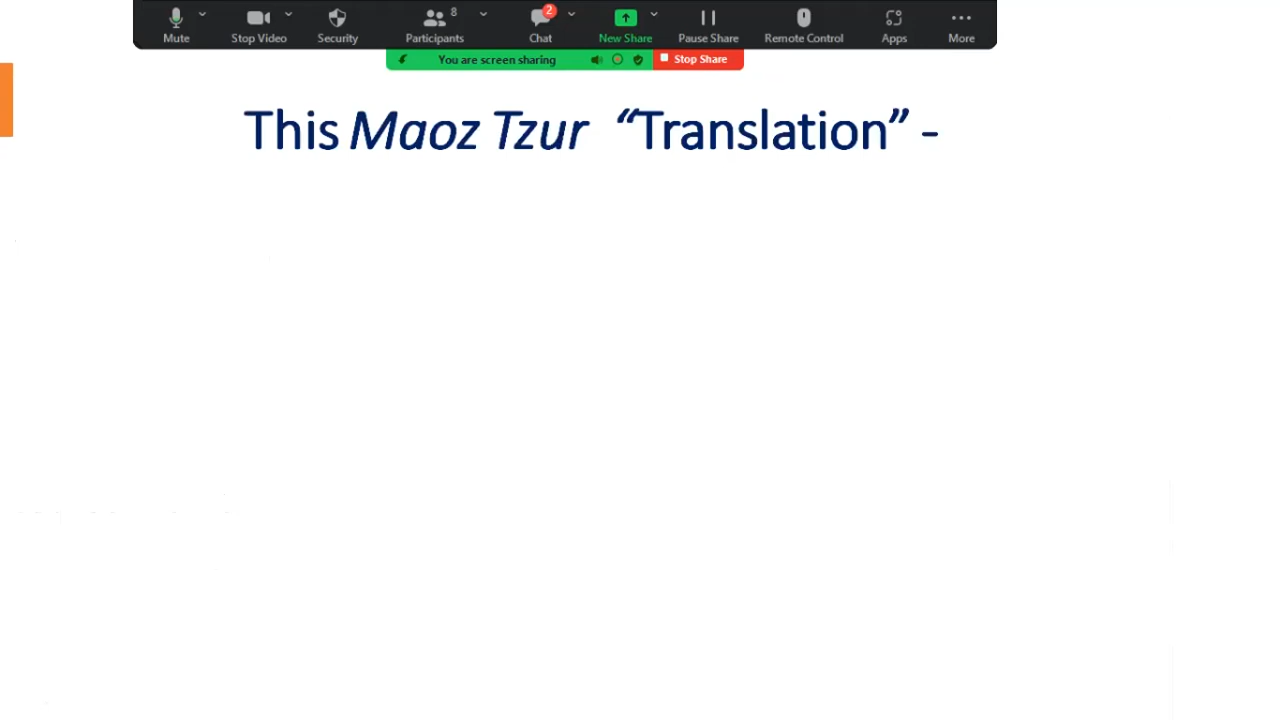 Mute
Stop Video
Security
Participants
8
Chat
2
New Share
Pause Share
Remote Control
Apps
More
You are screen sharing
Stop Share
This Maoz Tzur “Translation” -